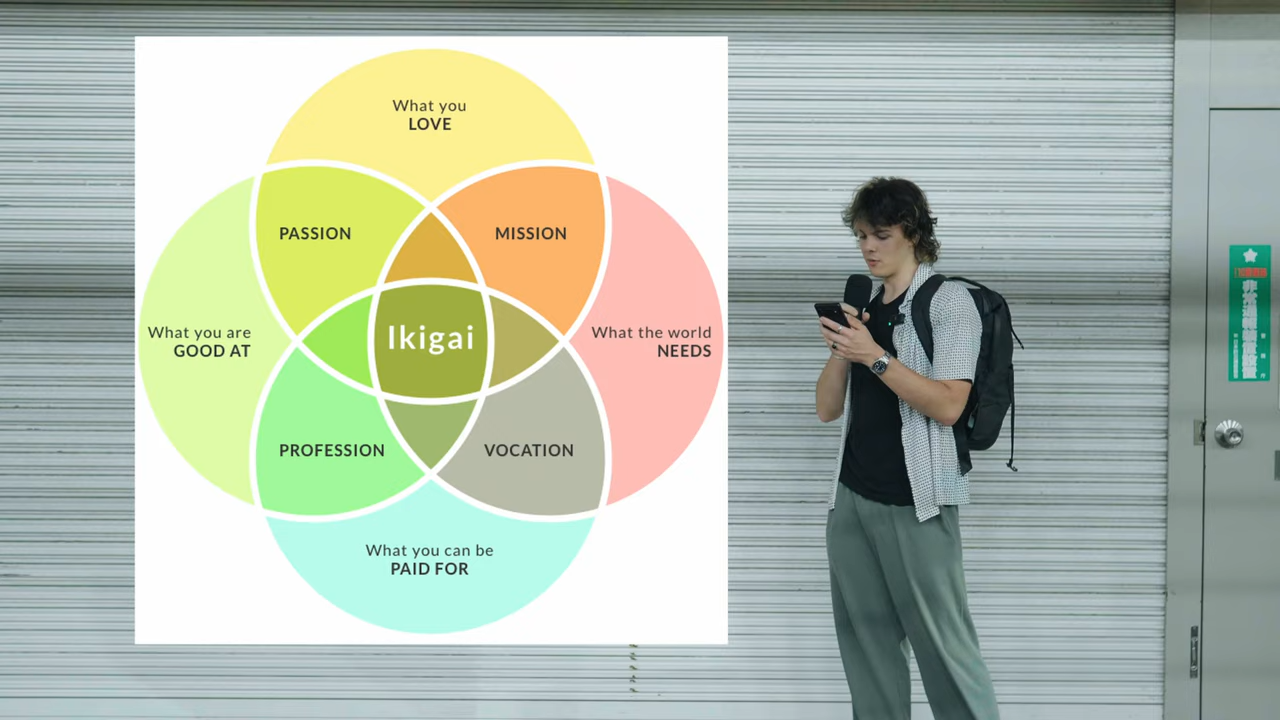 What you
LOVE
PASSION
MISSION
What you are
GOOD AT
Ikigai
What the world
NEEDS
PROFESSION
VOCATION
What you can be
PAID FOR